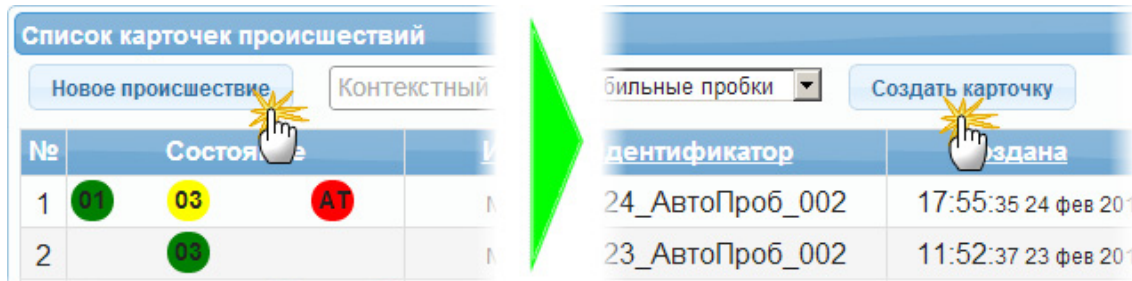 Список карточек происшествий
Новое происшествие Контекстный бильные пробки Создать карточку
№ Состояние дентификатор Создана
1 01 03 АТ 24_АвтоПроб_002 17:55:35 24 фев 201
2 03 23_АвтоПроб_002 11:52:37 23 фев 201